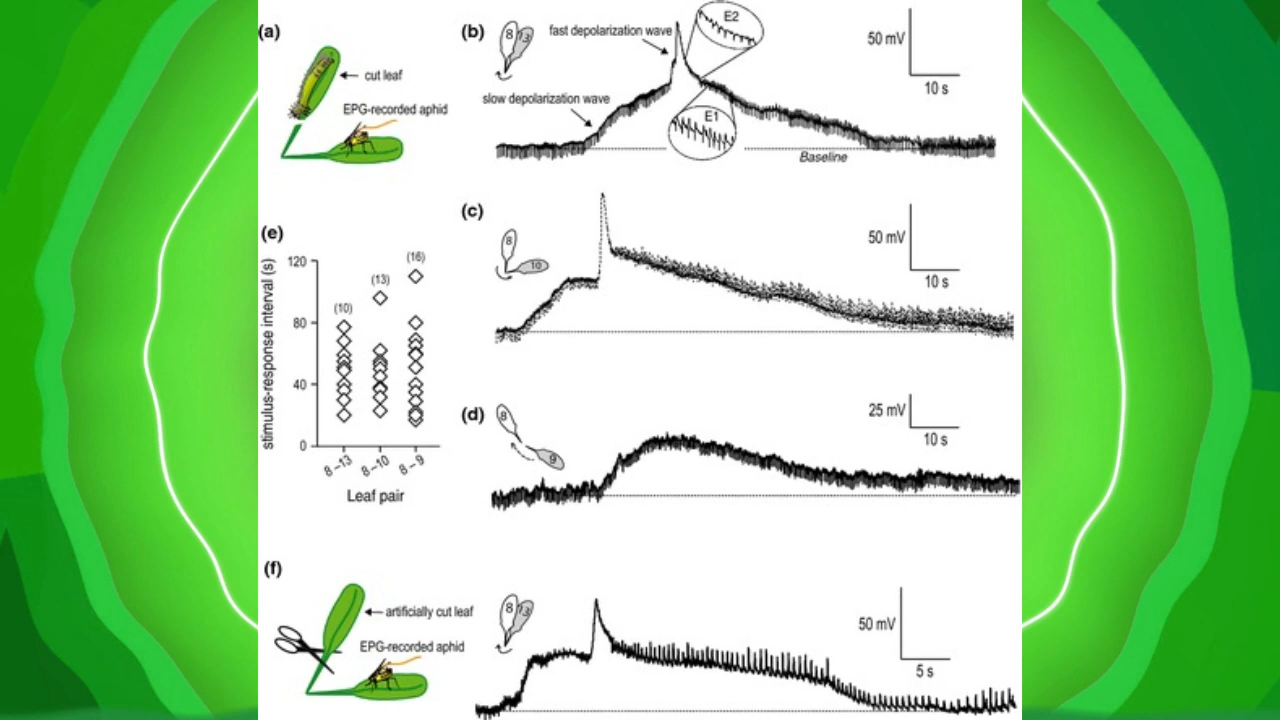 (a)
cut leaf
EPG-recorded aphid
(b)
8 13
fast depolarization wave
slow depolarization wave
E2
E1
Baseline
50 mV
10 s
(c)
8
10
50 mV
10 s
(d)
8
9
25 mV
10 s
(e)
stimulus-response interval (s)
120
80
40
0
(10)
(13)
(16)
8–13
8–10
8–9
Leaf pair
(f)
artificially cut leaf
EPG-recorded aphid
8 13
50 mV
5 s